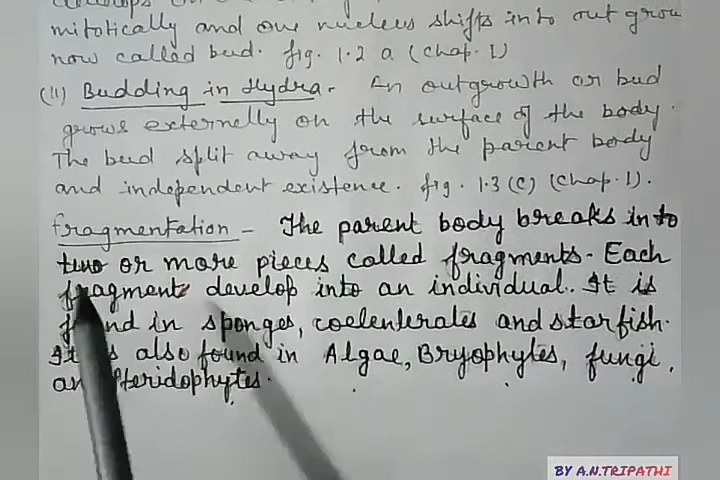 mitotically and one nucleus shifts into out grow
now called bud. fig. 1.2 a (Chap. 1)
(ii) Budding in Hydra. An outgrowth or bud
grows externelly on the surface of the body.
The bud split away from the parent body
and independent existence. fig. 1.3 (c) (Chap. 1).
fragmentation - The parent body breaks in to
two or more pieces called fragments. Each
fragment develop into an individual. It is
in sponges, coelenterates and starfish.
also found in Algae, Bryophytes, fungi,
Pteridophytes.
BY A.N.TRIPATHI